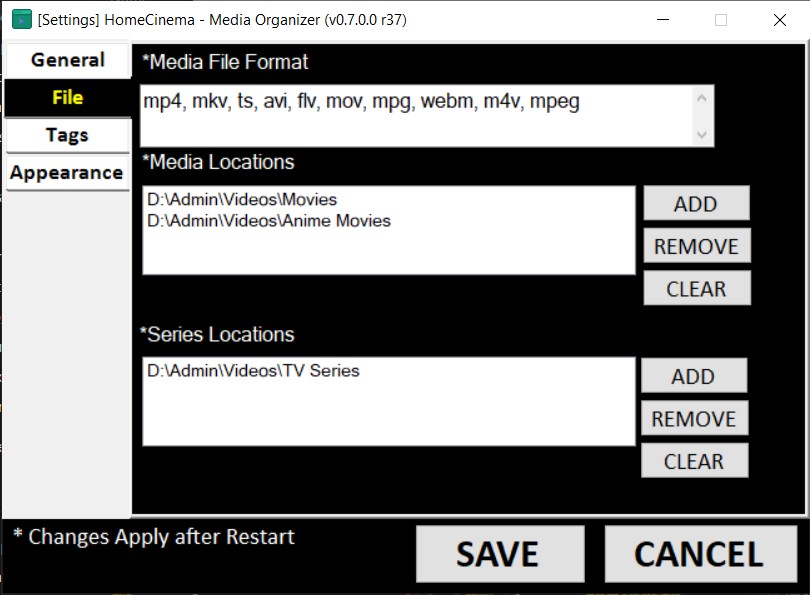 [Settings] HomeCinema - Media Organizer (v0.7.0.0 r37)
General
File
Tags
Appearance
*Media File Format
mp4, mkv, ts, avi, flv, mov, mpg, webm, m4v, mpeg
*Media Locations
D:\Admin\Videos\Movies
D:\Admin\Videos\Anime Movies
ADD
REMOVE
CLEAR
*Series Locations
D:\Admin\Videos\TV Series
ADD
REMOVE
CLEAR
* Changes Apply after Restart
SAVE
CANCEL